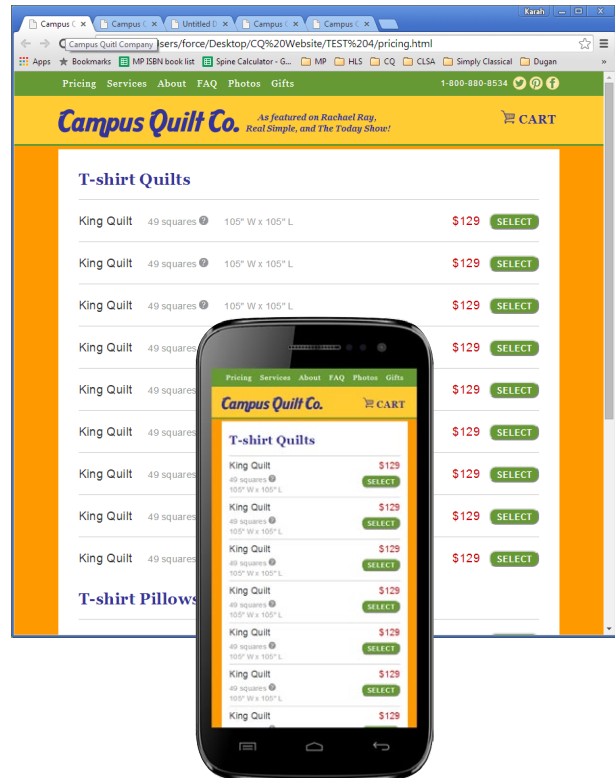 Karah
Campus C
Campus C
Untitled D
Campus C
Campus C
Campus Quitl Company
sers/force/Desktop/CQ%20Website/TEST%204/pricing.html
Apps Bookmarks MP ISBN book list Spine Calculator - G... MP HLS CQ CLSA Simply Classical Dugan »
Pricing Services About FAQ Photos Gifts 1-800-880-8534
Campus Quilt Co.
As featured on Rachael Ray,
Real Simple, and The Today Show!
CART
T-shirt Quilts
King Quilt 49 squares ? 105" W x 105" L $129 SELECT
King Quilt 49 squares ? 105" W x 105" L $129 SELECT
King Quilt 49 squares ? 105" W x 105" L $129 SELECT
King Quilt 49 squares $129 SELECT
King Quilt 49 squares $129 SELECT
King Quilt 49 squares $129 SELECT
King Quilt 49 squares $129 SELECT
King Quilt 49 squares $129 SELECT
King Quilt 49 squares $129 SELECT
T-shirt Pillows
Pricing Services About FAQ Photos Gifts
Campus Quilt Co. CART
T-shirt Quilts
King Quilt $129
49 squares ? SELECT
105" W x 105" L
King Quilt $129
49 squares ? SELECT
105" W x 105" L
King Quilt $129
49 squares ? SELECT
105" W x 105" L
King Quilt $129
49 squares ? SELECT
105" W x 105" L
King Quilt $129
49 squares ? SELECT
105" W x 105" L
King Quilt $129
49 squares ? SELECT
105" W x 105" L
King Quilt $129